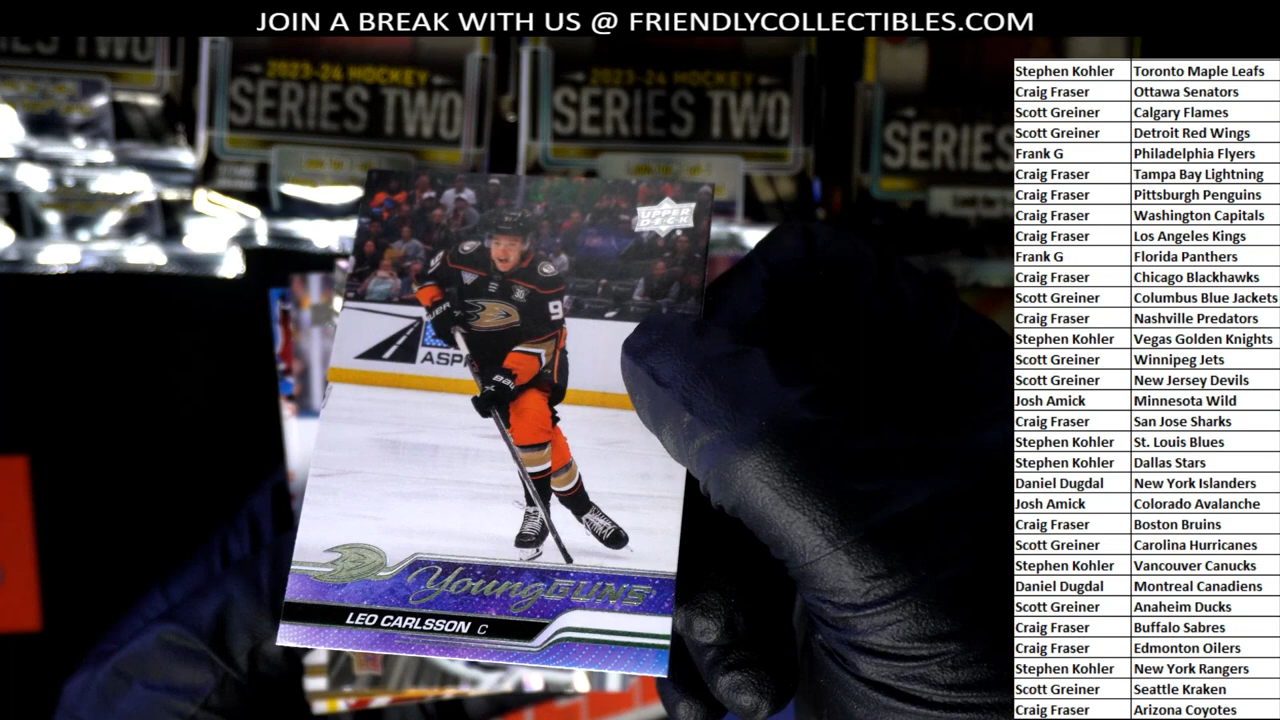 JOIN A BREAK WITH US @ FRIENDLYCOLLECTIBLES.COM
IES TWO
2023-24 HOCKEY
SERIES TWO
2023-24 HOCKEY
SERIES TWO
SERIES
UPPER
DECK
9
ASP
BAU
Young GUNS
LEO CARLSSON C
Stephen Kohler Toronto Maple Leafs
Craig Fraser Ottawa Senators
Scott Greiner Calgary Flames
Scott Greiner Detroit Red Wings
Frank G Philadelphia Flyers
Craig Fraser Tampa Bay Lightning
Craig Fraser Pittsburgh Penguins
Craig Fraser Washington Capitals
Craig Fraser Los Angeles Kings
Frank G Florida Panthers
Craig Fraser Chicago Blackhawks
Scott Greiner Columbus Blue Jackets
Craig Fraser Nashville Predators
Stephen Kohler Vegas Golden Knights
Scott Greiner Winnipeg Jets
Scott Greiner New Jersey Devils
Josh Amick Minnesota Wild
Craig Fraser San Jose Sharks
Stephen Kohler St. Louis Blues
Stephen Kohler Dallas Stars
Daniel Dugdal New York Islanders
Josh Amick Colorado Avalanche
Craig Fraser Boston Bruins
Scott Greiner Carolina Hurricanes
Stephen Kohler Vancouver Canucks
Daniel Dugdal Montreal Canadiens
Scott Greiner Anaheim Ducks
Craig Fraser Buffalo Sabres
Craig Fraser Edmonton Oilers
Stephen Kohler New York Rangers
Scott Greiner Seattle Kraken
Craig Fraser Arizona Coyotes